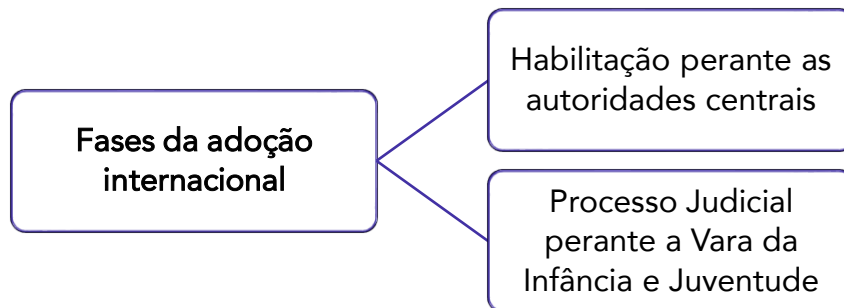 Fases da adoção
internacional
Habilitação perante as
autoridades centrais
Processo Judicial
perante a Vara da
Infância e Juventude